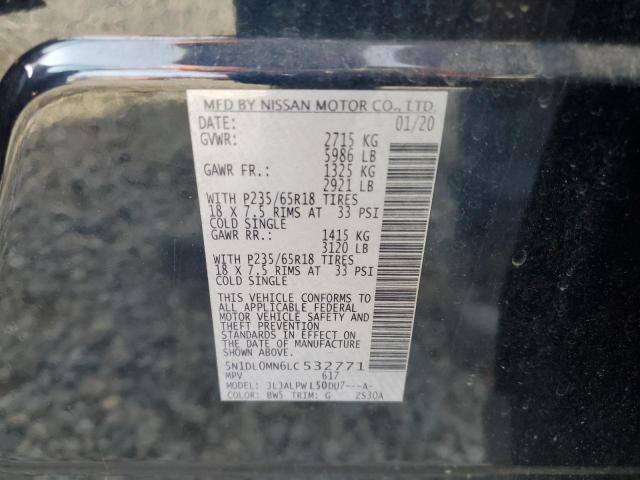 MFD BY NISSAN MOTOR CO., LTD.
DATE: 01/20
GVWR: 2715 KG
5986 LB
GAWR FR.: 1325 KG
2921 LB
WITH P235/65R18 TIRES
18 X 7.5 RIMS AT 33 PSI
COLD SINGLE
GAWR RR.: 1415 KG
3120 LB
WITH P235/65R18 TIRES
18 X 7.5 RIMS AT 33 PSI
COLD SINGLE
THIS VEHICLE CONFORMS TO
ALL APPLICABLE FEDERAL
MOTOR VEHICLE SAFETY AND
THEFT PREVENTION
STANDARDS IN EFFECT ON
THE DATE OF MANUFACTURE
SHOWN ABOVE.
5N1DL0MN6LC532771
MPV 617
MODEL: JLJALPWL50DU7---A-
COLOR: BW5 TRIM: G ZS30A